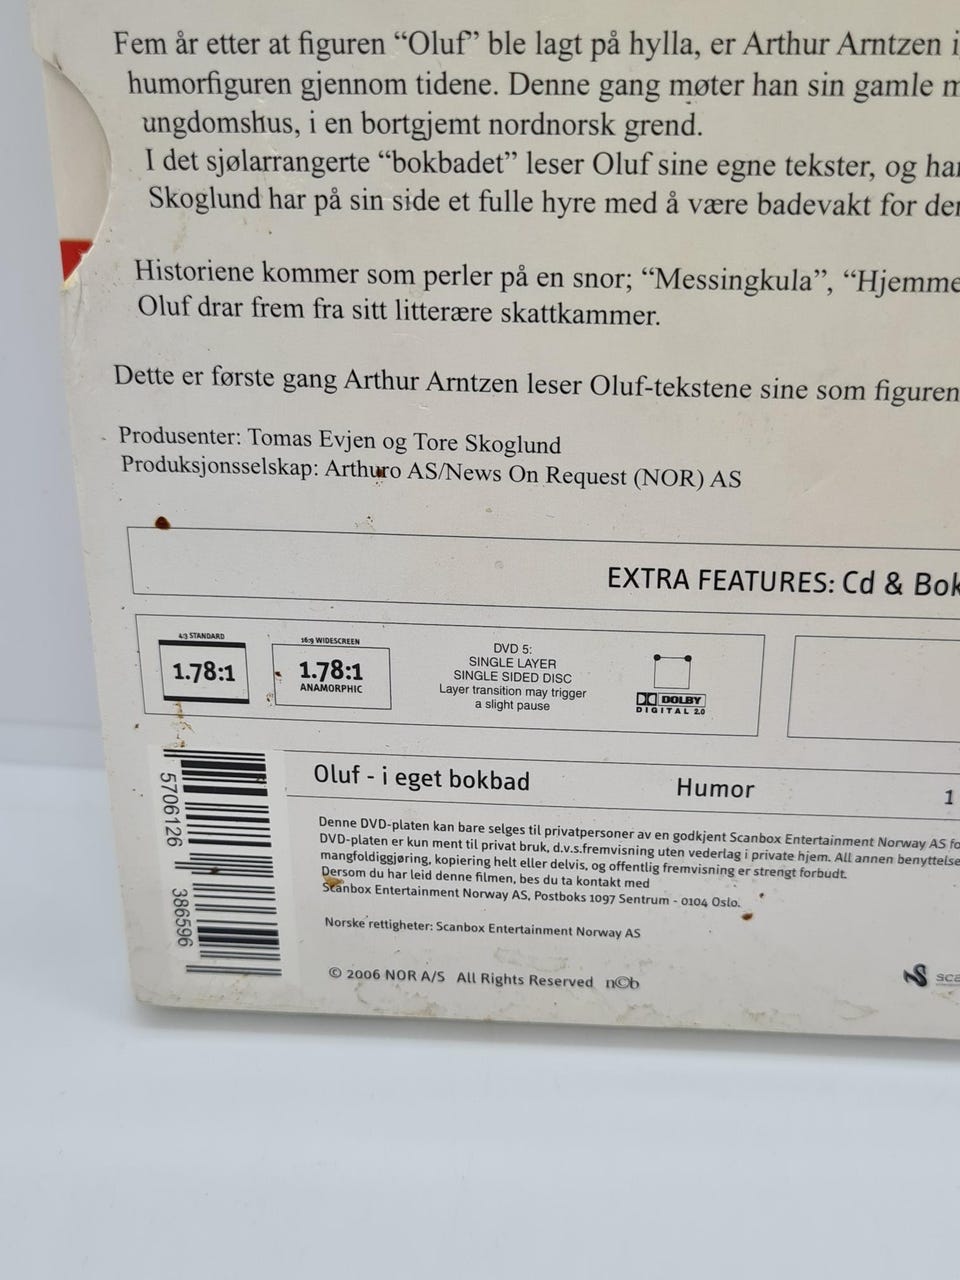 Fem år etter at figuren “Oluf” ble lagt på hylla, er Arthur Arntzen
humorfiguren gjennom tidene. Denne gang møter han sin gamle
ungdomshus, i en bortgjemt nordnorsk grend.
I det sjølarrangerte “bokbadet” leser Oluf sine egne tekster, og
Skoglund har på sin side et fulle hyre med å være badevakt for
Historiene kommer som perler på en snor; “Messingkula”, “Hjemme
Oluf drar frem fra sitt litterære skattkammer.
Dette er første gang Arthur Arntzen leser Oluf-tekstene sine som figuren
Produsenter: Tomas Evjen og Tore Skoglund
Produksjonsselskap: Arthuro AS/News On Request (NOR) AS
EXTRA FEATURES: Cd & Bok
4:3 STANDARD
1.78:1
16:9 WIDESCREEN
1.78:1
ANAMORPHIC
DVD 5:
SINGLE LAYER
SINGLE SIDED DISC
Layer transition may trigger
a slight pause
DOLBY
DIGITAL 2.0
5706126 386596
Oluf - i eget bokbad Humor 1
Denne DVD-platen kan bare selges til privatpersoner av en godkjent Scanbox Entertainment Norway AS
DVD-platen er kun ment til privat bruk, d.v.s.fremvisning uten vederlag i private hjem. All annen benyttelse
mangfoldiggjøring, kopiering helt eller delvis, og offentlig fremvisning er strengt forbudt.
Dersom du har leid denne filmen, bes du ta kontakt med
Scanbox Entertainment Norway AS, Postboks 1097 Sentrum - 0104 Oslo.
Norske rettigheter: Scanbox Entertainment Norway AS
© 2006 NOR A/S All Rights Reserved n©b